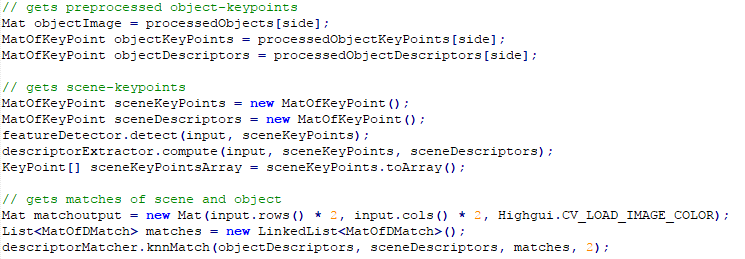 // gets preprocessed object-keypoints
Mat objectImage = processedObjects[side];
MatOfKeyPoint objectKeyPoints = processedObjectKeyPoints[side];
MatOfKeyPoint objectDescriptors = processedObjectDescriptors[side];

// gets scene-keypoints
MatOfKeyPoint sceneKeyPoints = new MatOfKeyPoint();
MatOfKeyPoint sceneDescriptors = new MatOfKeyPoint();
featureDetector.detect(input, sceneKeyPoints);
descriptorExtractor.compute(input, sceneKeyPoints, sceneDescriptors);
KeyPoint[] sceneKeyPointsArray = sceneKeyPoints.toArray();

// gets matches of scene and object
Mat matchoutput = new Mat(input.rows() * 2, input.cols() * 2, Highgui.CV_LOAD_IMAGE_COLOR);
List<MatOfDMatch> matches = new LinkedList<MatOfDMatch>();
descriptorMatcher.knnMatch(objectDescriptors, sceneDescriptors, matches, 2);